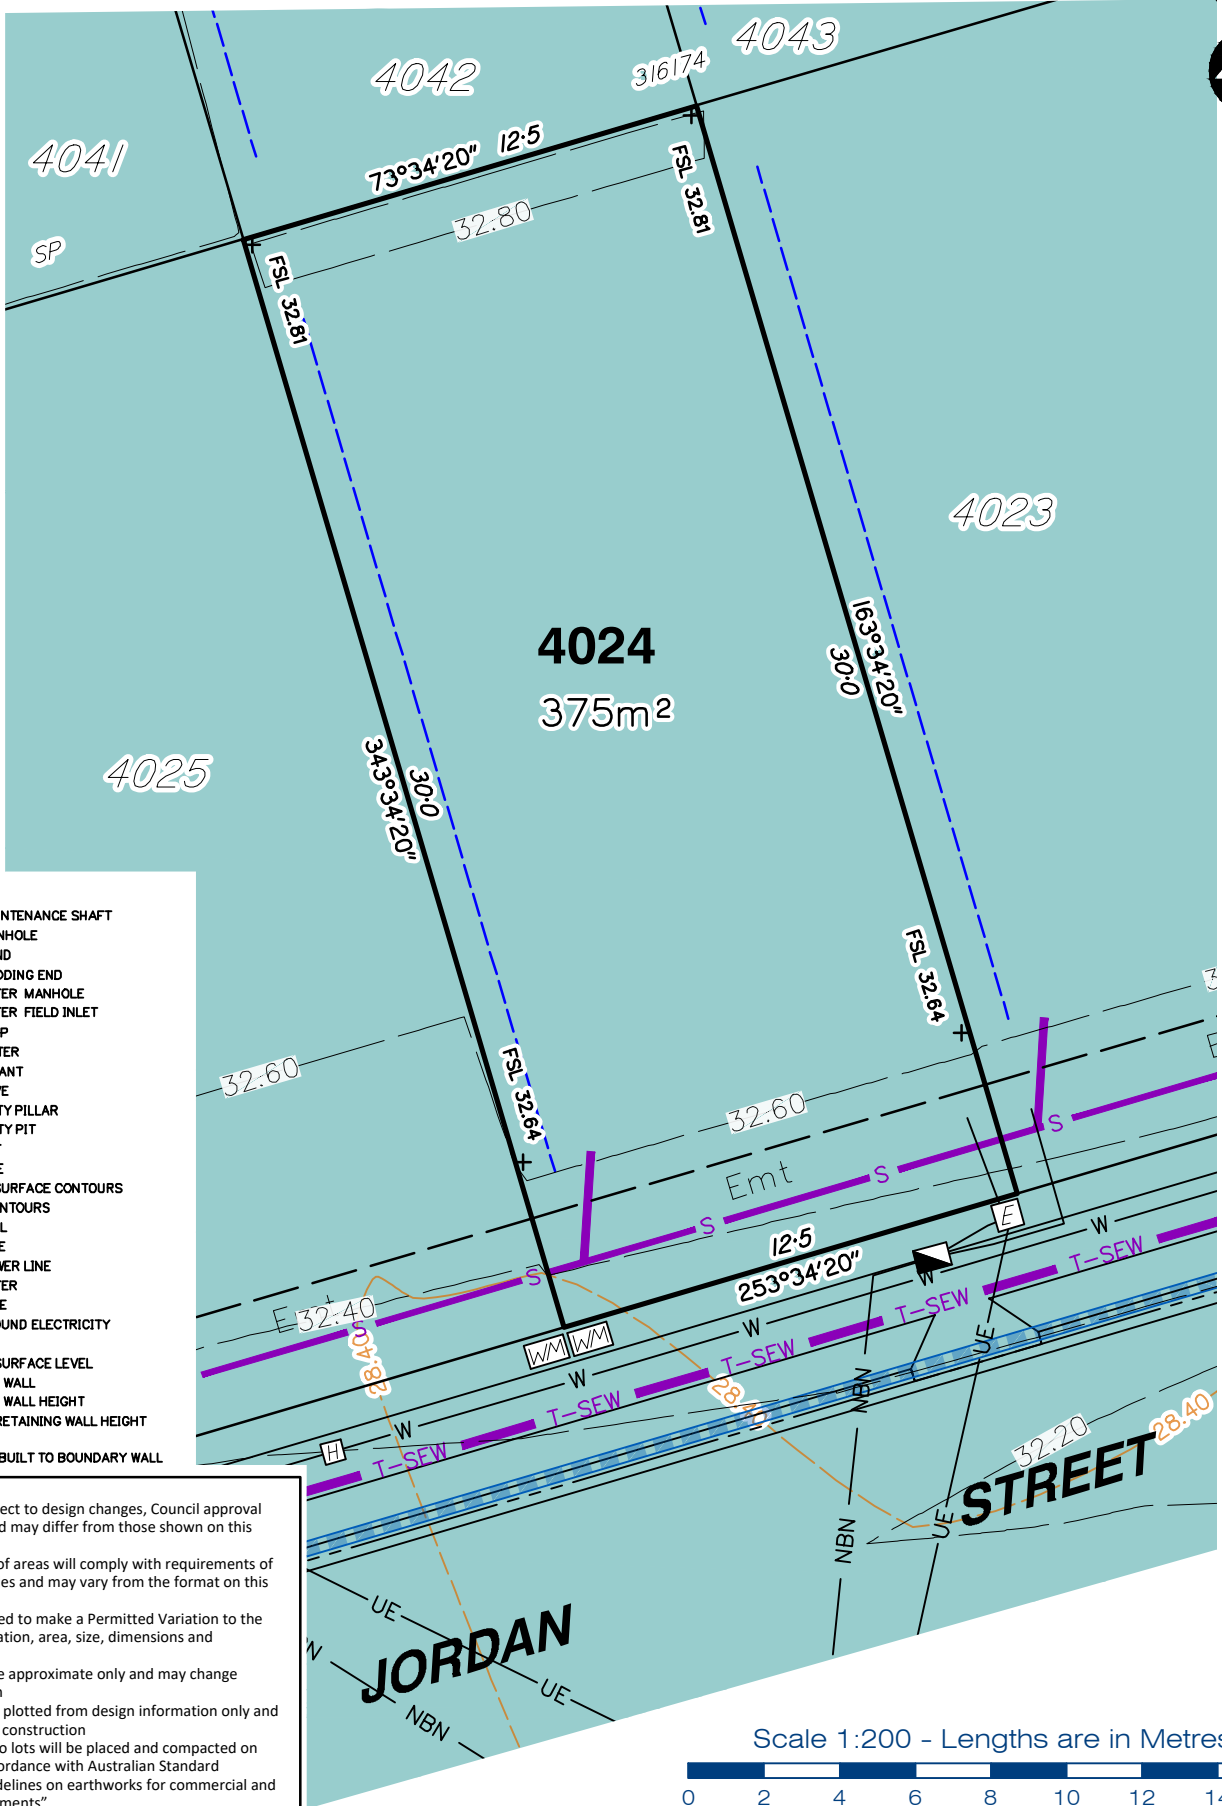 4043
4042
316174
4041
73°34'20" 12·5
SP
32.80
FSL 32.81
FSL 32.81
4023
4024
375m²
163°34'20"
30·0
4025
343°34'20"
30·0
FSL 32.64
FSL 32.64
32.60
32.60
Emt
S
S
S
S
S
12·5
253°34'20"
E
W
T-SEW
W
T-SEW
W
T-SEW
W
T-SEW
W
T-SEW
WM WM
H
32.40
28.40
28.40
32.20
UE
UE
NBN
NBN
UE
UE
NBN
JORDAN STREET
NTENANCE SHAFT
NHOLE
ND
DDING END
TER MANHOLE
TER FIELD INLET
P
TER
ANT
VE
TY PILLAR
TY PIT
E
SURFACE CONTOURS
NTOURS
L
E
WER LINE
TER
E
OUND ELECTRICITY
SURFACE LEVEL
WALL
WALL HEIGHT
RETAINING WALL HEIGHT
BUILT TO BOUNDARY WALL
ect to design changes, Council approval
d may differ from those shown on this
of areas will comply with requirements of
es and may vary from the format on this
ed to make a Permitted Variation to the
ation, area, size, dimensions and
e approximate only and may change
n
plotted from design information only and
construction
o lots will be placed and compacted on
ordance with Australian Standard
delines on earthworks for commercial and
ments"
Scale 1:200 - Lengths are in Metres
0 2 4 6 8 10 12 14